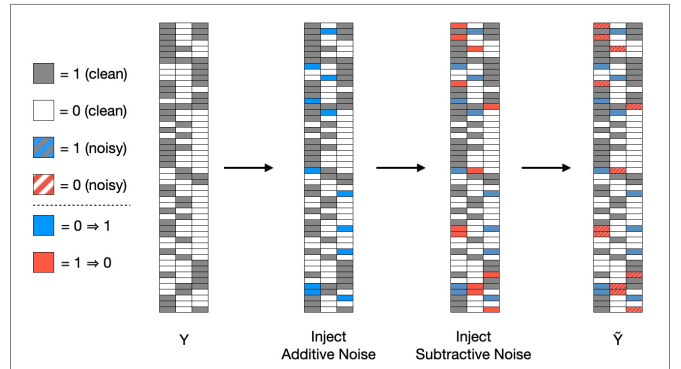 = 1 (clean)
= 0 (clean)
= 1 (noisy)
= 0 (noisy)
= 0 ⇒ 1
= 1 ⇒ 0
Y
Inject
Additive Noise
Inject
Subtractive Noise
Ỹ